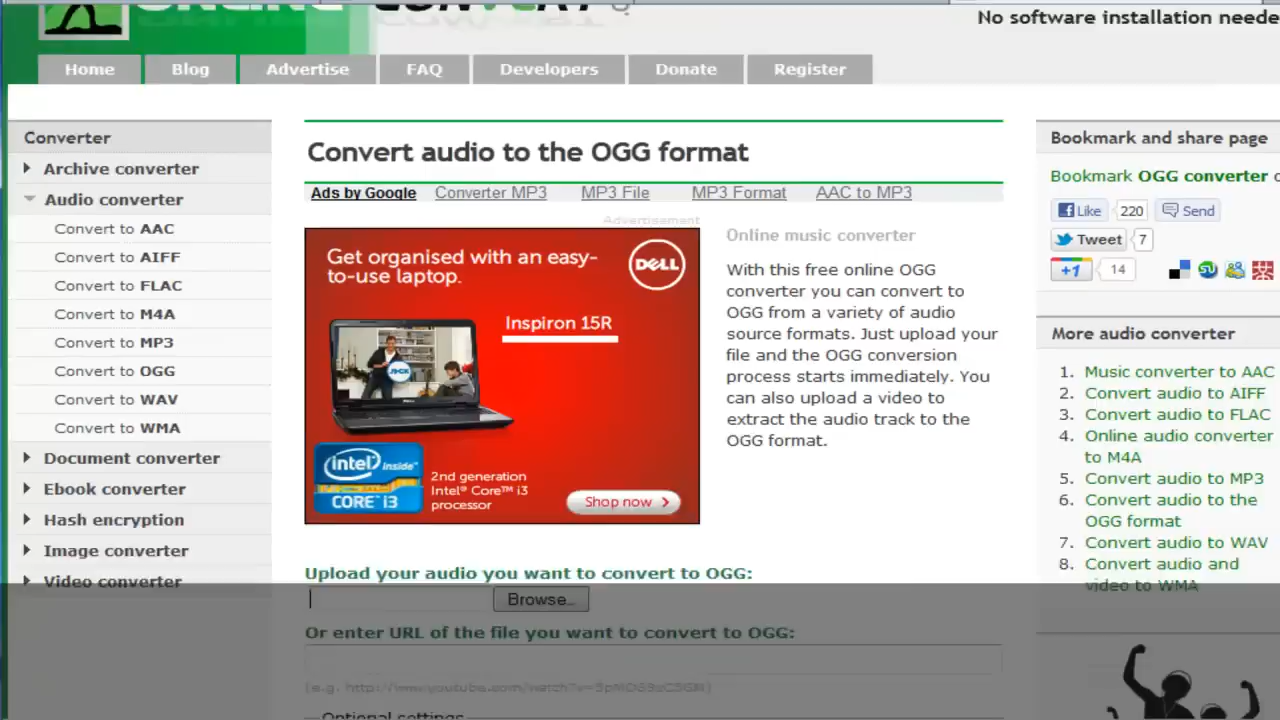 ONLINE CONVERT
No software installation neede
Home
Blog
Advertise
FAQ
Developers
Donate
Register
Converter
Archive converter
Audio converter
Convert to AAC
Convert to AIFF
Convert to FLAC
Convert to M4A
Convert to MP3
Convert to OGG
Convert to WAV
Convert to WMA
Document converter
Ebook converter
Hash encryption
Image converter
Video converter
Convert audio to the OGG format
Ads by Google
Converter MP3
MP3 File
MP3 Format
AAC to MP3
Advertisement
Get organised with an easy-
to-use laptop.
DELL
Inspiron 15R
intel inside
CORE i3
2nd generation
Intel® Core™ i3
processor
Shop now
Online music converter
With this free online OGG
converter you can convert to
OGG from a variety of audio
source formats. Just upload your
file and the OGG conversion
process starts immediately. You
can also upload a video to
extract the audio track to the
OGG format.
Upload your audio you want to convert to OGG:
Browse...
Or enter URL of the file you want to convert to OGG:
Optional settings
Bookmark and share page
Bookmark OGG converter
Like
220
Send
Tweet
7
+1
14
More audio converter
1. Music converter to AAC
2. Convert audio to AIFF
3. Convert audio to FLAC
4. Online audio converter
to M4A
5. Convert audio to MP3
6. Convert audio to the
OGG format
7. Convert audio to WAV
8. Convert audio and
video to WMA